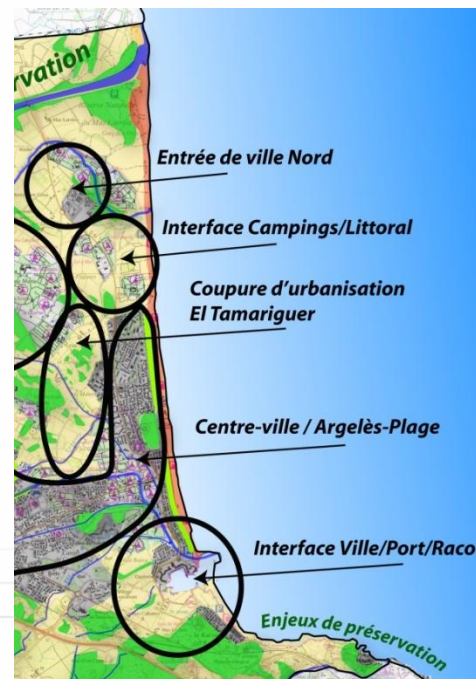 rvation
Entrée de ville Nord
Interface Campings/Littoral
Coupure d'urbanisation
El Tamariguer
Centre-ville / Argelès-Plage
Interface Ville/Port/Raco
Enjeux de préservation